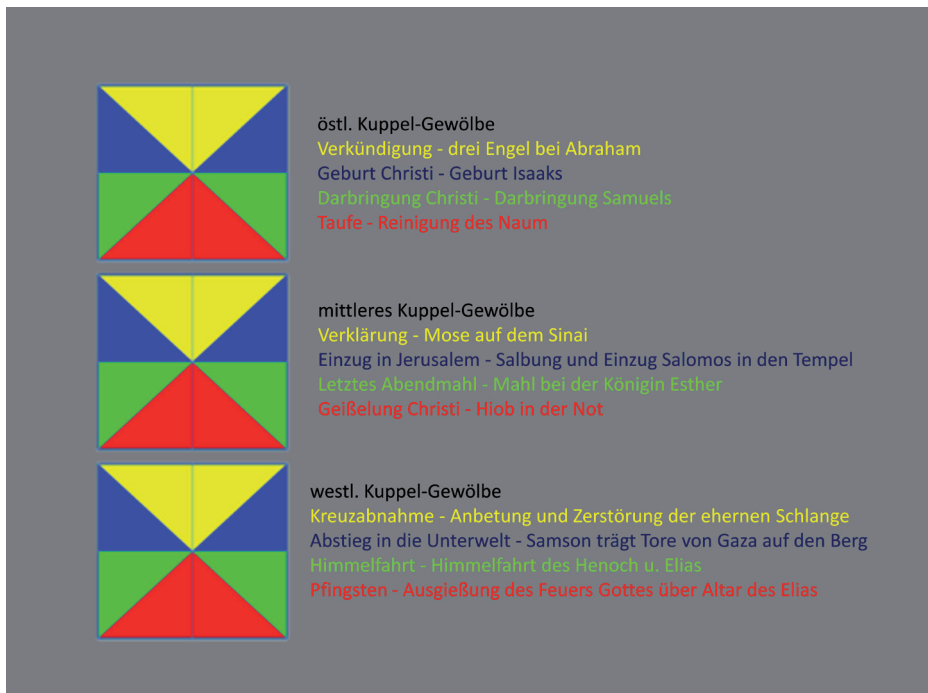 östl. Kuppel-Gewölbe
Verkündigung - drei Engel bei Abraham
Geburt Christi - Geburt Isaaks
Darbringung Christi - Darbringung Samuels
Taufe - Reinigung des Naum
mittleres Kuppel-Gewölbe
Verklärung - Mose auf dem Sinai
Einzug in Jerusalem - Salbung und Einzug Salomos in den Tempel
Letztes Abendmahl - Mahl bei der Königin Esther
Geißelung Christi - Hiob in der Not
westl. Kuppel-Gewölbe
Kreuzabnahme - Anbetung und Zerstörung der ehernen Schlange
Abstieg in die Unterwelt - Samson trägt Tore von Gaza auf den Berg
Himmelfahrt - Himmelfahrt des Henoch u. Elias
Pfingsten - Ausgießung des Feuers Gottes über Altar des Elias